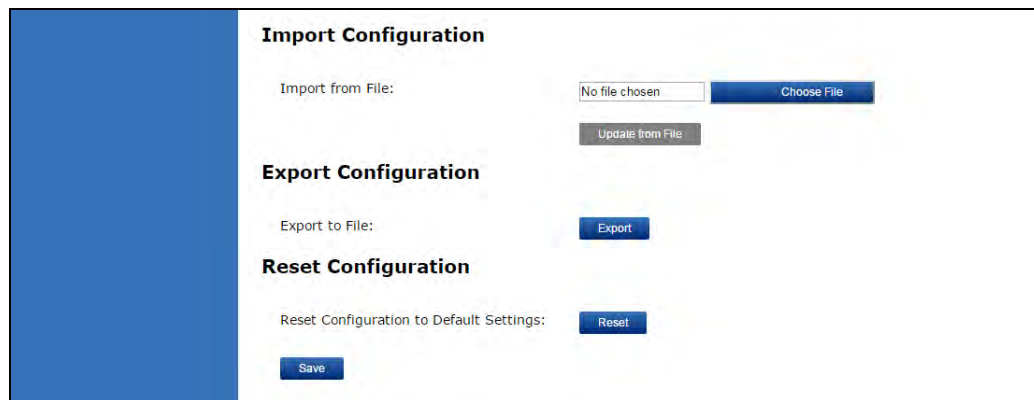 Import Configuration
Import from File:
No file chosen
Choose File
Update from File
Export Configuration
Export to File:
Export
Reset Configuration
Reset Configuration to Default Settings:
Reset
Save